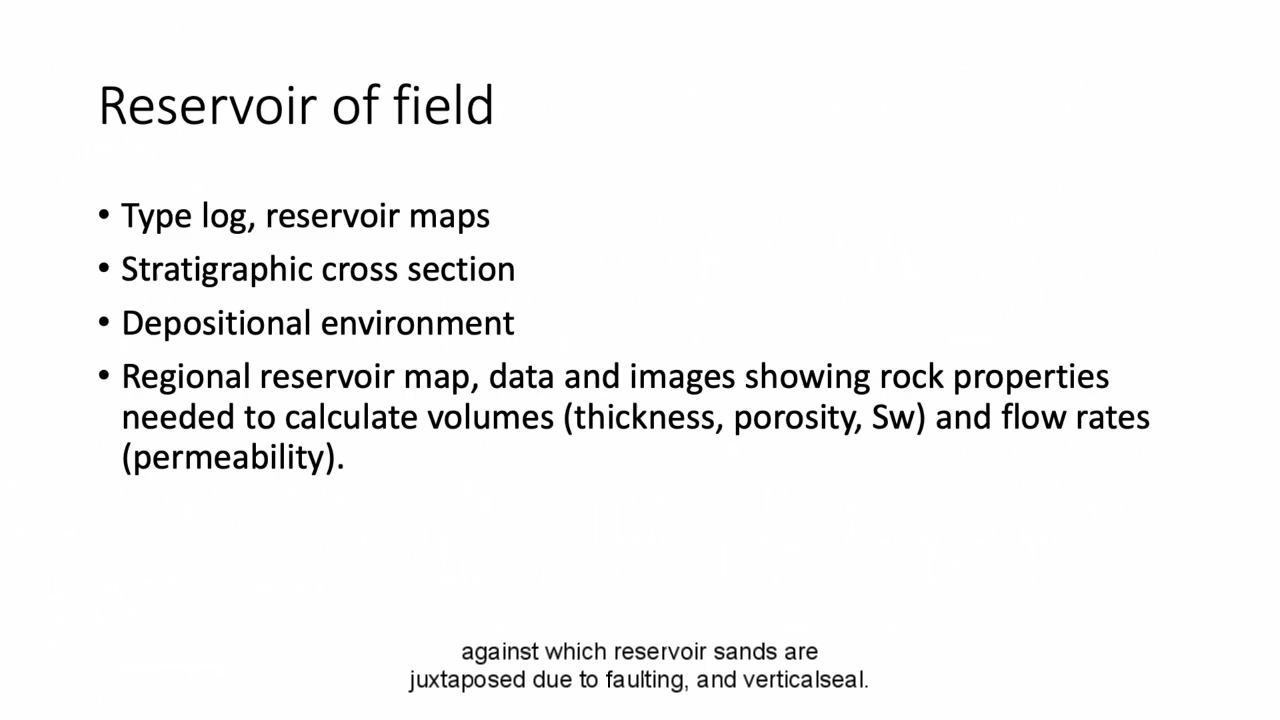 Reservoir of field
• Type log, reservoir maps
• Stratigraphic cross section
• Depositional environment
• Regional reservoir map, data and images showing rock properties
needed to calculate volumes (thickness, porosity, Sw) and flow rates
(permeability).
against which reservoir sands are
juxtaposed due to faulting, and verticalseal.